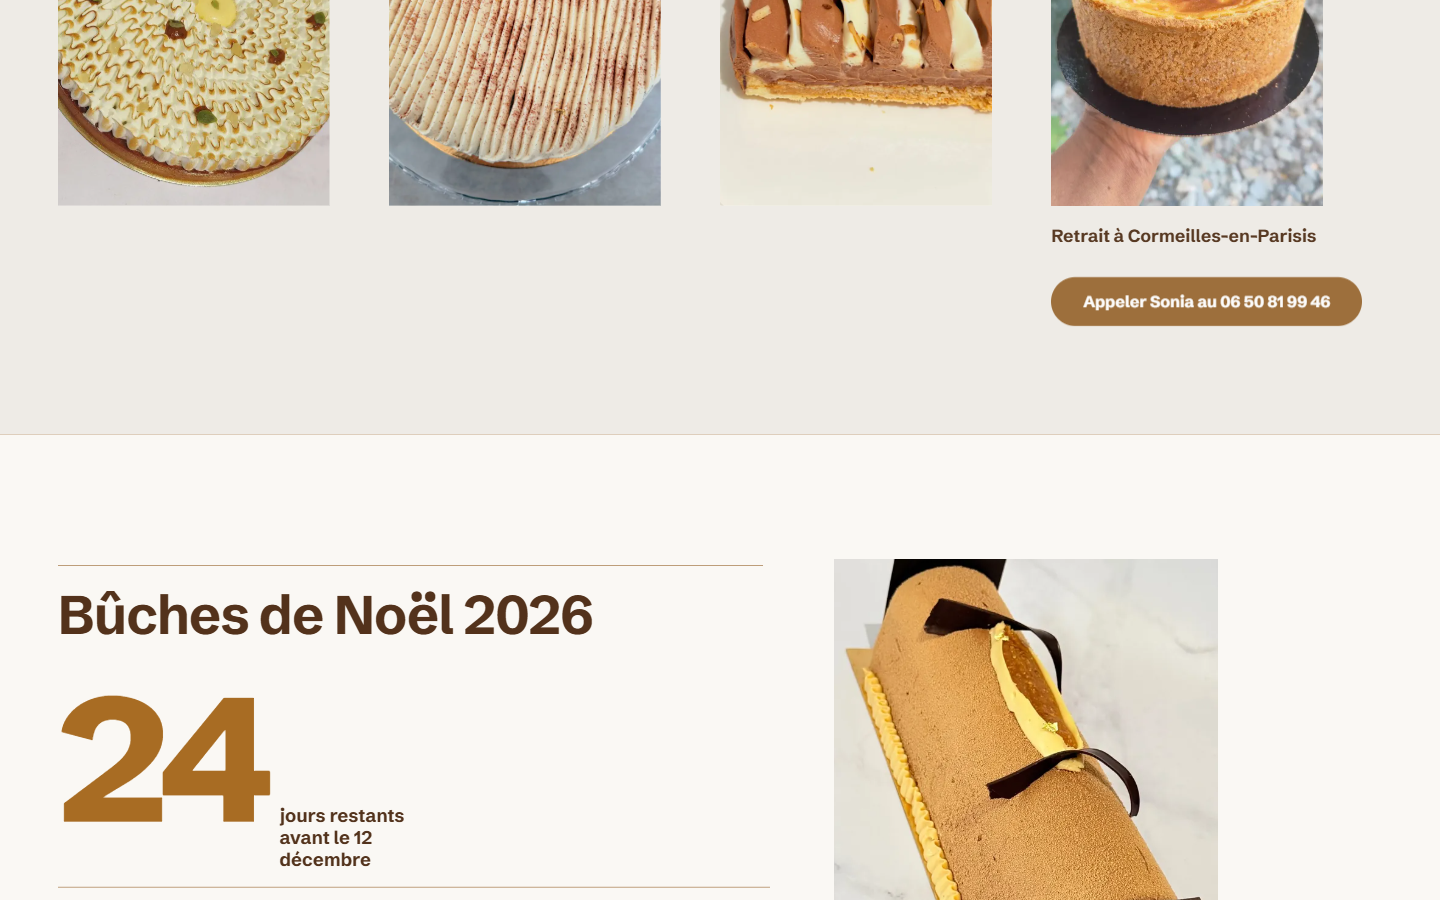 Retrait à Cormeilles-en-Parisis
Appeler Sonia au 06 50 81 99 46
Bûches de Noël 2026
24
jours restants
avant le 12
décembre